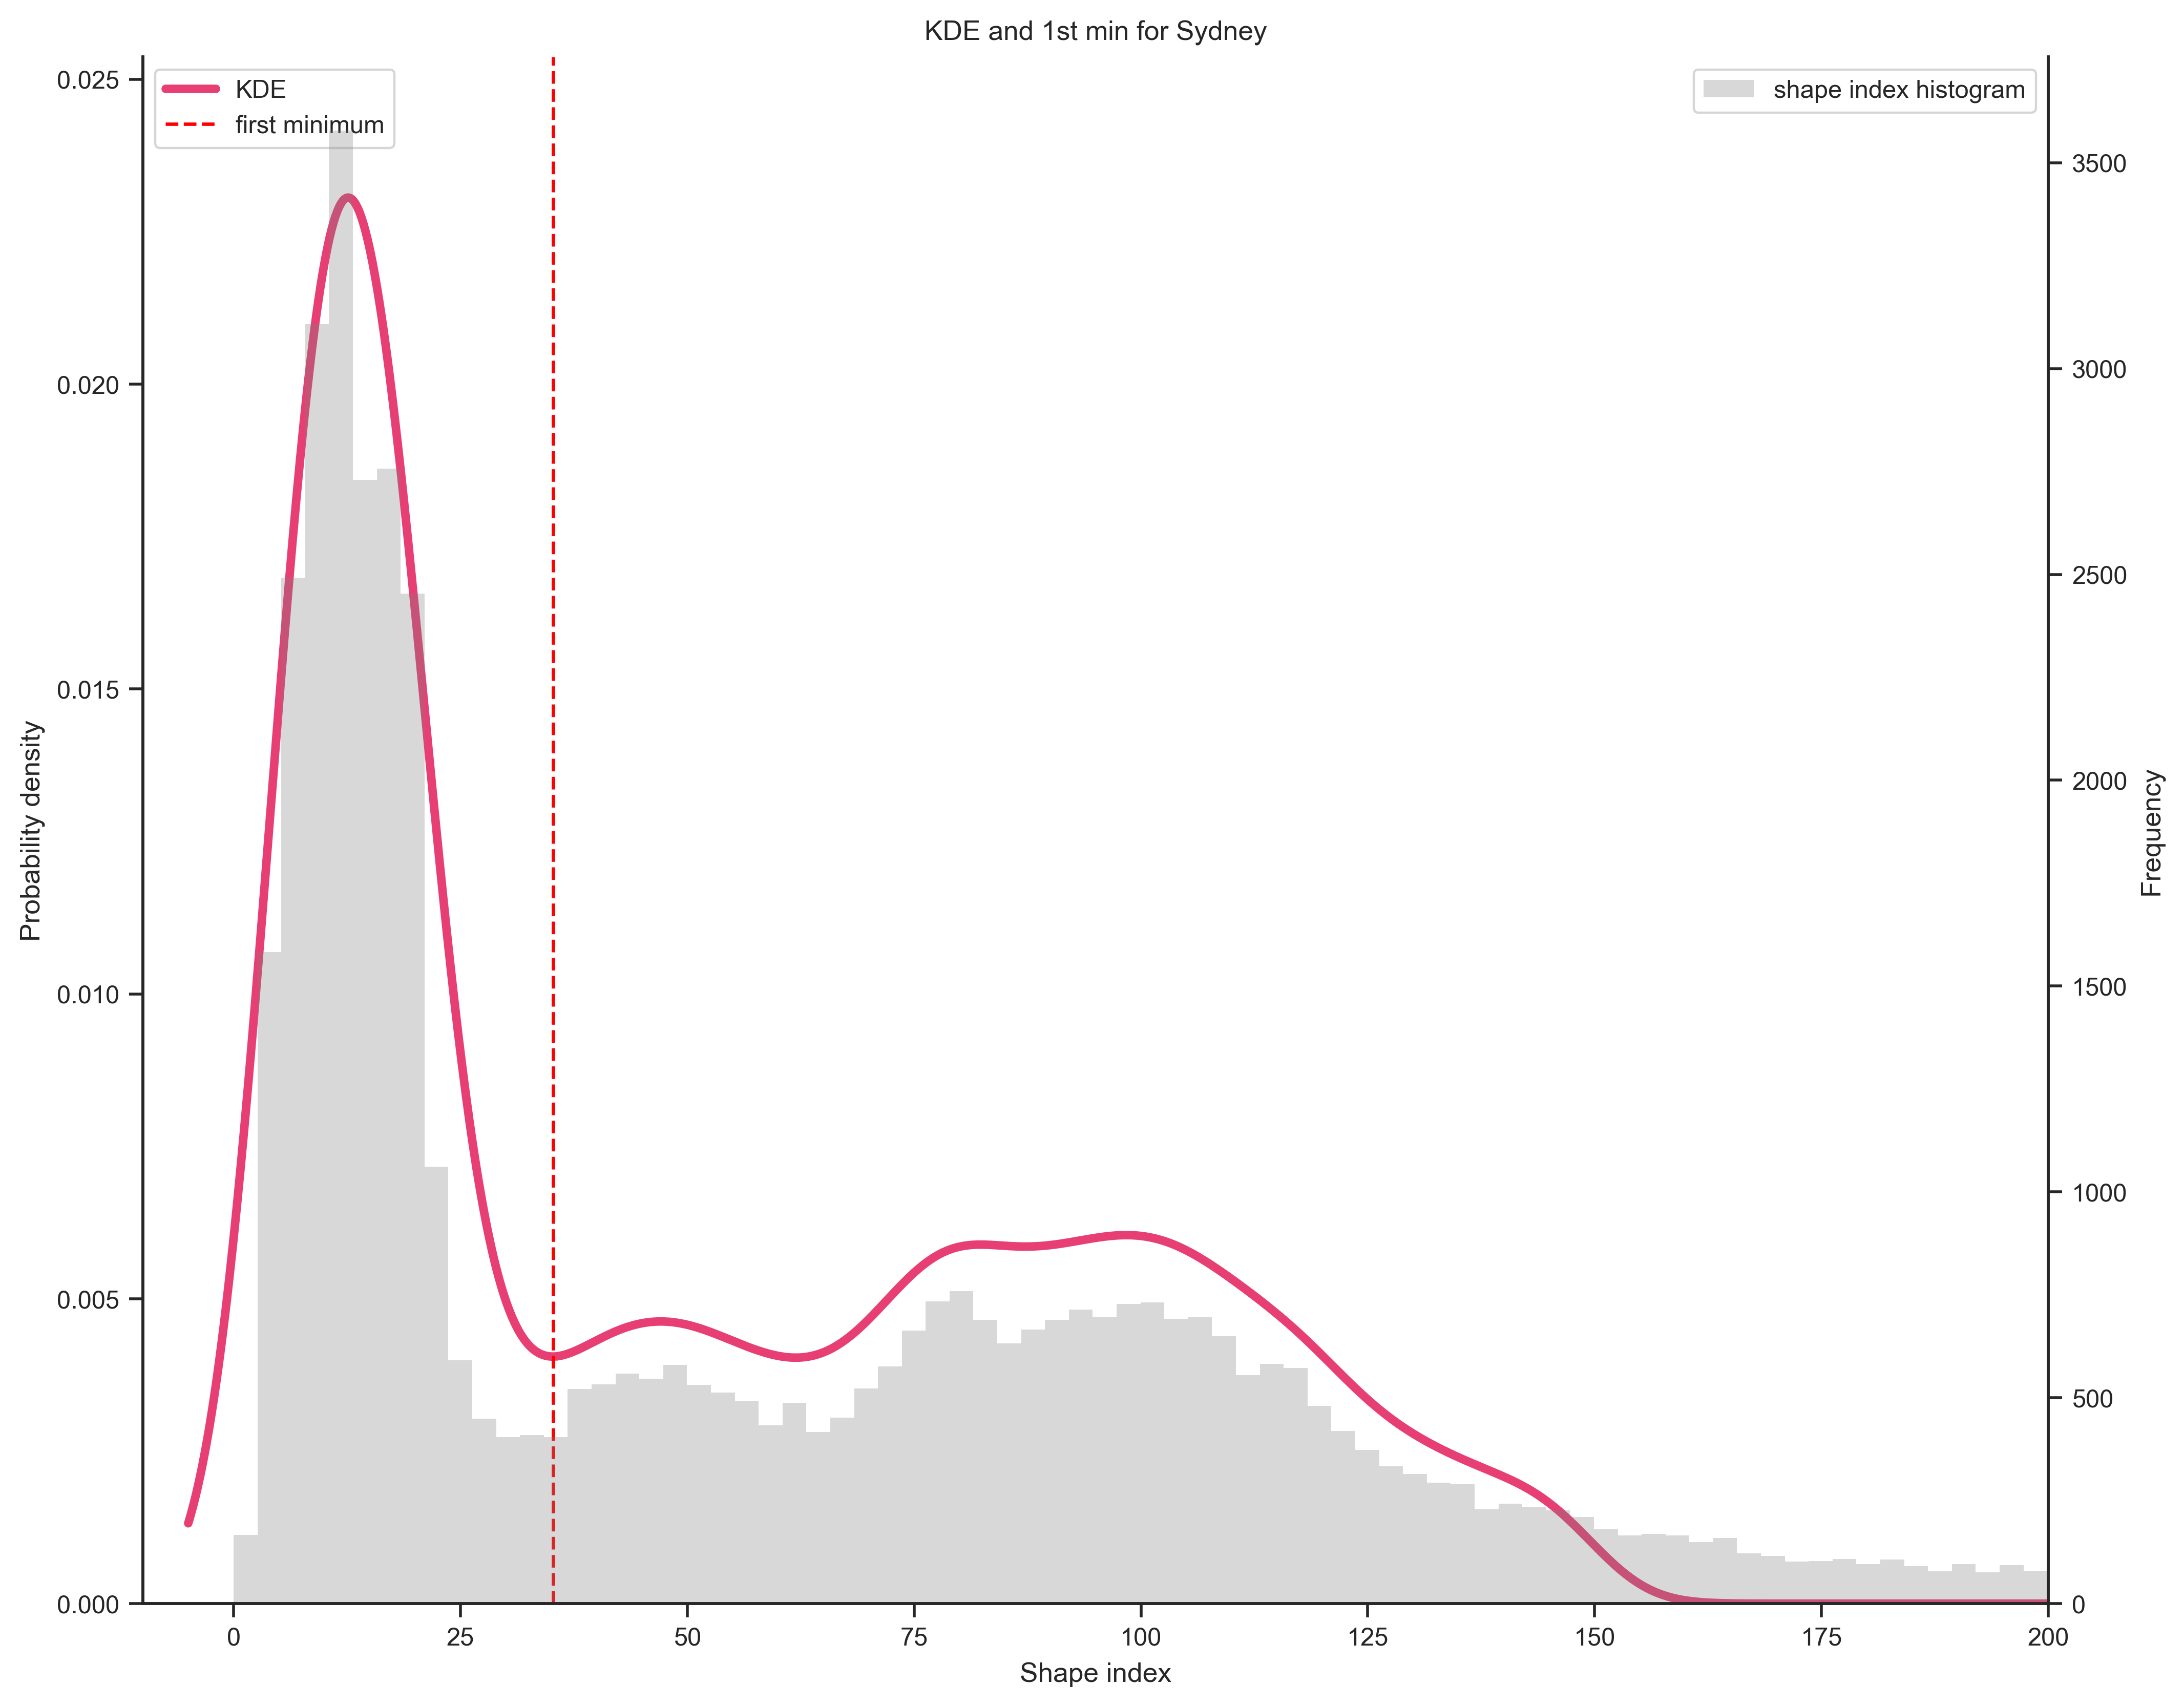 KDE and 1st min for Sydney
KDE
first minimum
shape index histogram
0.025
0.020
0.015
0.010
0.005
0.000
Probability density
3500
3000
2500
2000
1500
1000
500
0
Frequency
0 25 50 75 100 125 150 175 200
Shape index